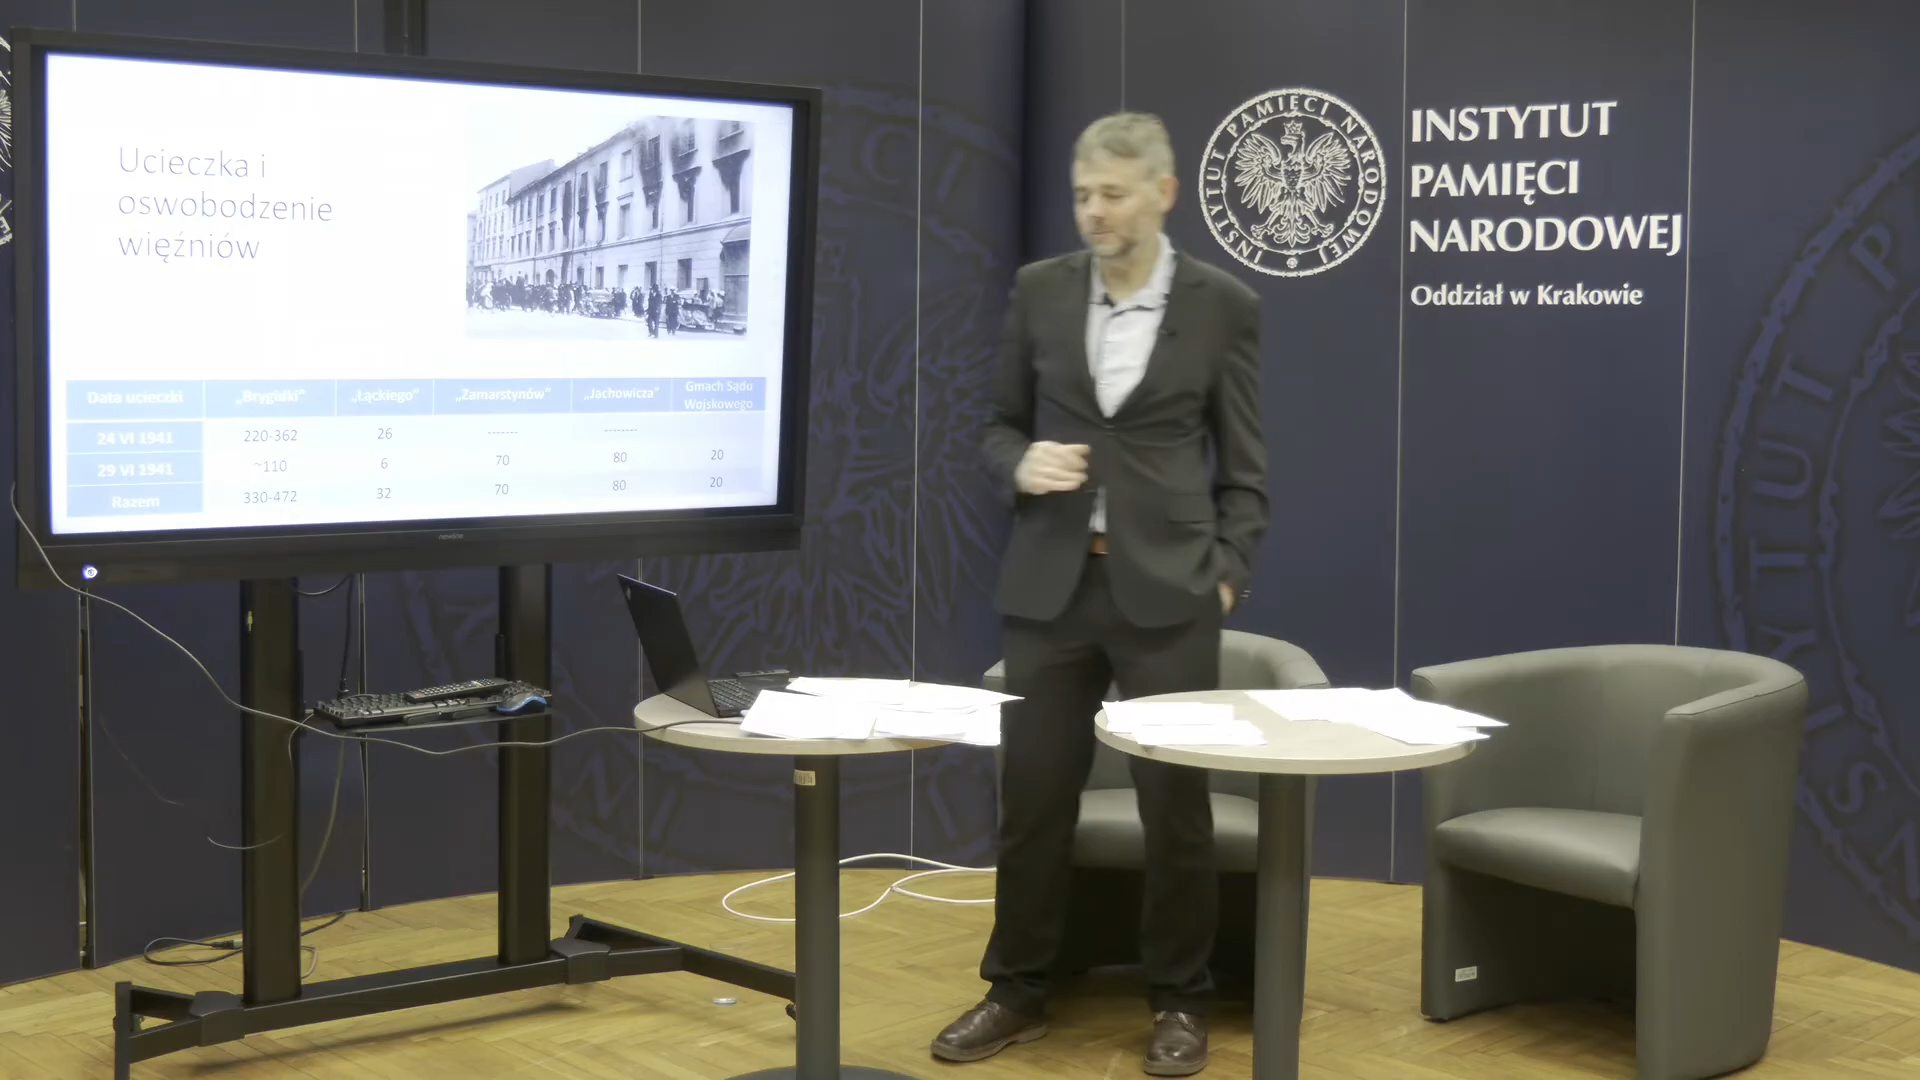 Ucieczka i
oswobodzenie
więźniów
Data ucieczki „Brygidki” „Łąckiego” „Zamarstynów” „Jachowicza” Gmach Sądu
Wojskowego
24 VI 1941 220-362 26 ------- --------
29 VI 1941 ~110 6 70 80 20
Razem 330-472 32 70 80 20
newline
INSTYTUT PAMIĘCI NARODOWEJ
INSTYTUT
PAMIĘCI
NARODOWEJ
Oddział w Krakowie